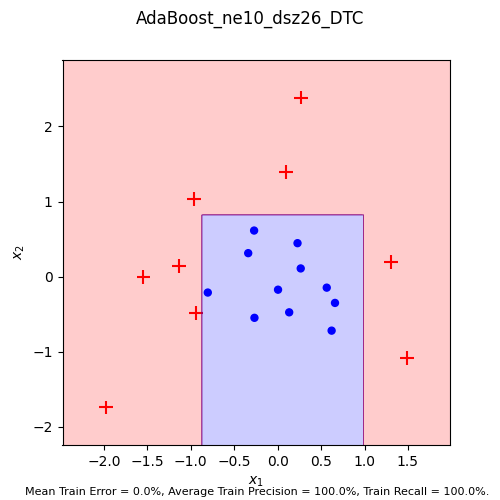 AdaBoost_ne10_dsz26_DTC
2
1
0
−1
−2
x2
−2.0 −1.5 −1.0 −0.5 0.0 0.5 1.0 1.5
x1
Mean Train Error = 0.0%, Average Train Precision = 100.0%, Train Recall = 100.0%.